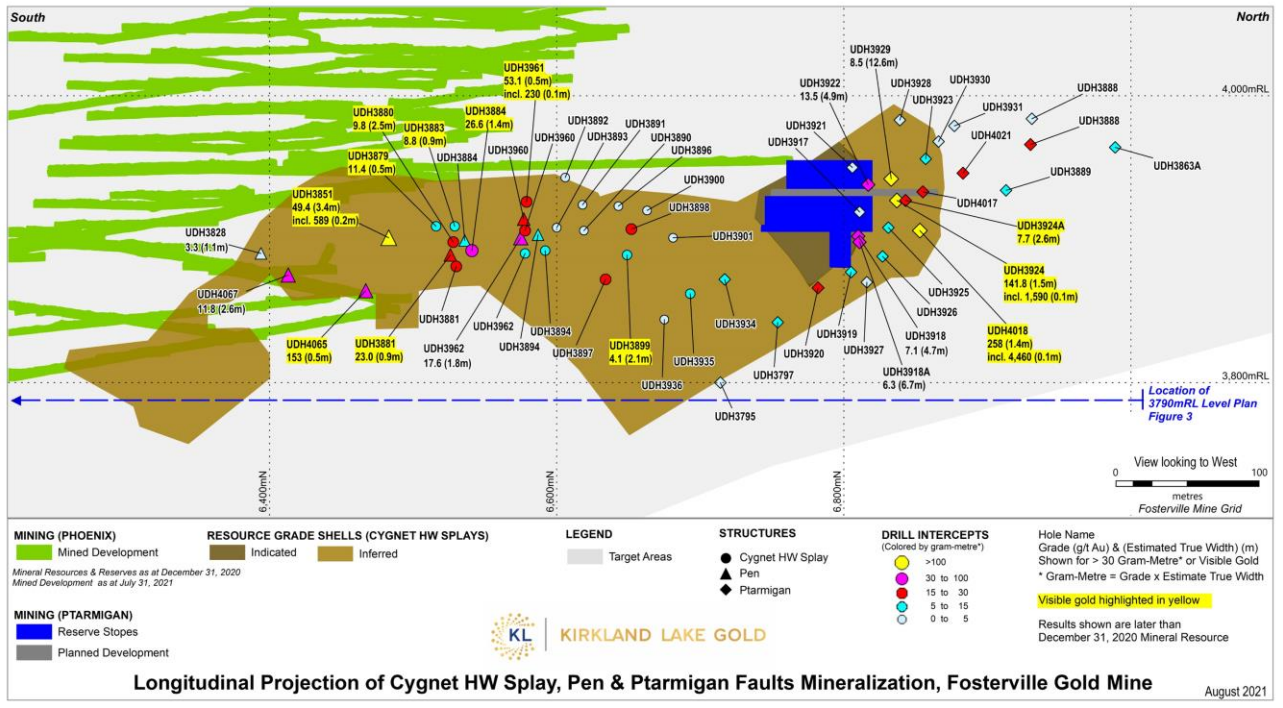 South
North
UDH3961
53.1 (0.5m)
incl. 230 (0.1m)
UDH3929
8.5 (12.6m)
UDH3922
13.5 (4.9m)
UDH3928
UDH3923
UDH3930
UDH3931
UDH3888
4,000mRL
UDH3880
9.8 (2.5m)
UDH3883
8.8 (0.9m)
UDH3884
26.6 (1.4m)
UDH3892
UDH3891
UDH3893
UDH3890
UDH3896
UDH3960
UDH3960
UDH3921
UDH3917
UDH3888
UDH4021
UDH3863A
UDH3879
11.4 (0.5m)
UDH3884
UDH3889
UDH3900
UDH3898
UDH3851
49.4 (3.4m)
incl. 589 (0.2m)
UDH4017
UDH3924A
7.7 (2.6m)
UDH3828
3.3 (1.1m)
UDH3901
UDH3924
141.8 (1.5m)
incl. 1,590 (0.1m)
UDH4067
11.8 (2.6m)
UDH3925
UDH3926
UDH3881
UDH3962
UDH3894
UDH3934
UDH3919
UDH3918
7.1 (4.7m)
UDH4018
258 (1.4m)
incl. 4,460 (0.1m)
UDH4065
153 (0.5m)
UDH3881
23.0 (0.9m)
UDH3962
17.6 (1.8m)
UDH3894
UDH3897
UDH3899
4.1 (2.1m)
UDH3935
UDH3797
UDH3920
UDH3927
UDH3936
UDH3918A
6.3 (6.7m)
3,800mRL
UDH3795
Location of
3790mRL Level Plan
Figure 3
6,400mN
6,600mN
6,800mN
View looking to West
0
100
metres
Fosterville Mine Grid
MINING (PHOENIX)
Mined Development
Mineral Resources & Reserves as at December 31, 2020
Mined Development as at July 31, 2021
MINING (PTARMIGAN)
Reserve Stopes
Planned Development
RESOURCE GRADE SHELLS (CYGNET HW SPLAYS)
Indicated
Inferred
LEGEND
Target Areas
STRUCTURES
Cygnet HW Splay
Pen
Ptarmigan
DRILL INTERCEPTS
(Colored by gram-metre*)
>100
30 to 100
15 to 30
5 to 15
0 to 5
Hole Name
Grade (g/t Au) & (Estimated True Width) (m)
Shown for > 30 Gram-Metre* or Visible Gold
* Gram-Metre = Grade x Estimate True Width
Visible gold highlighted in yellow
Results shown are later than
December 31, 2020 Mineral Resource
KL
KIRKLAND LAKE GOLD
Longitudinal Projection of Cygnet HW Splay, Pen & Ptarmigan Faults Mineralization, Fosterville Gold Mine
August 2021